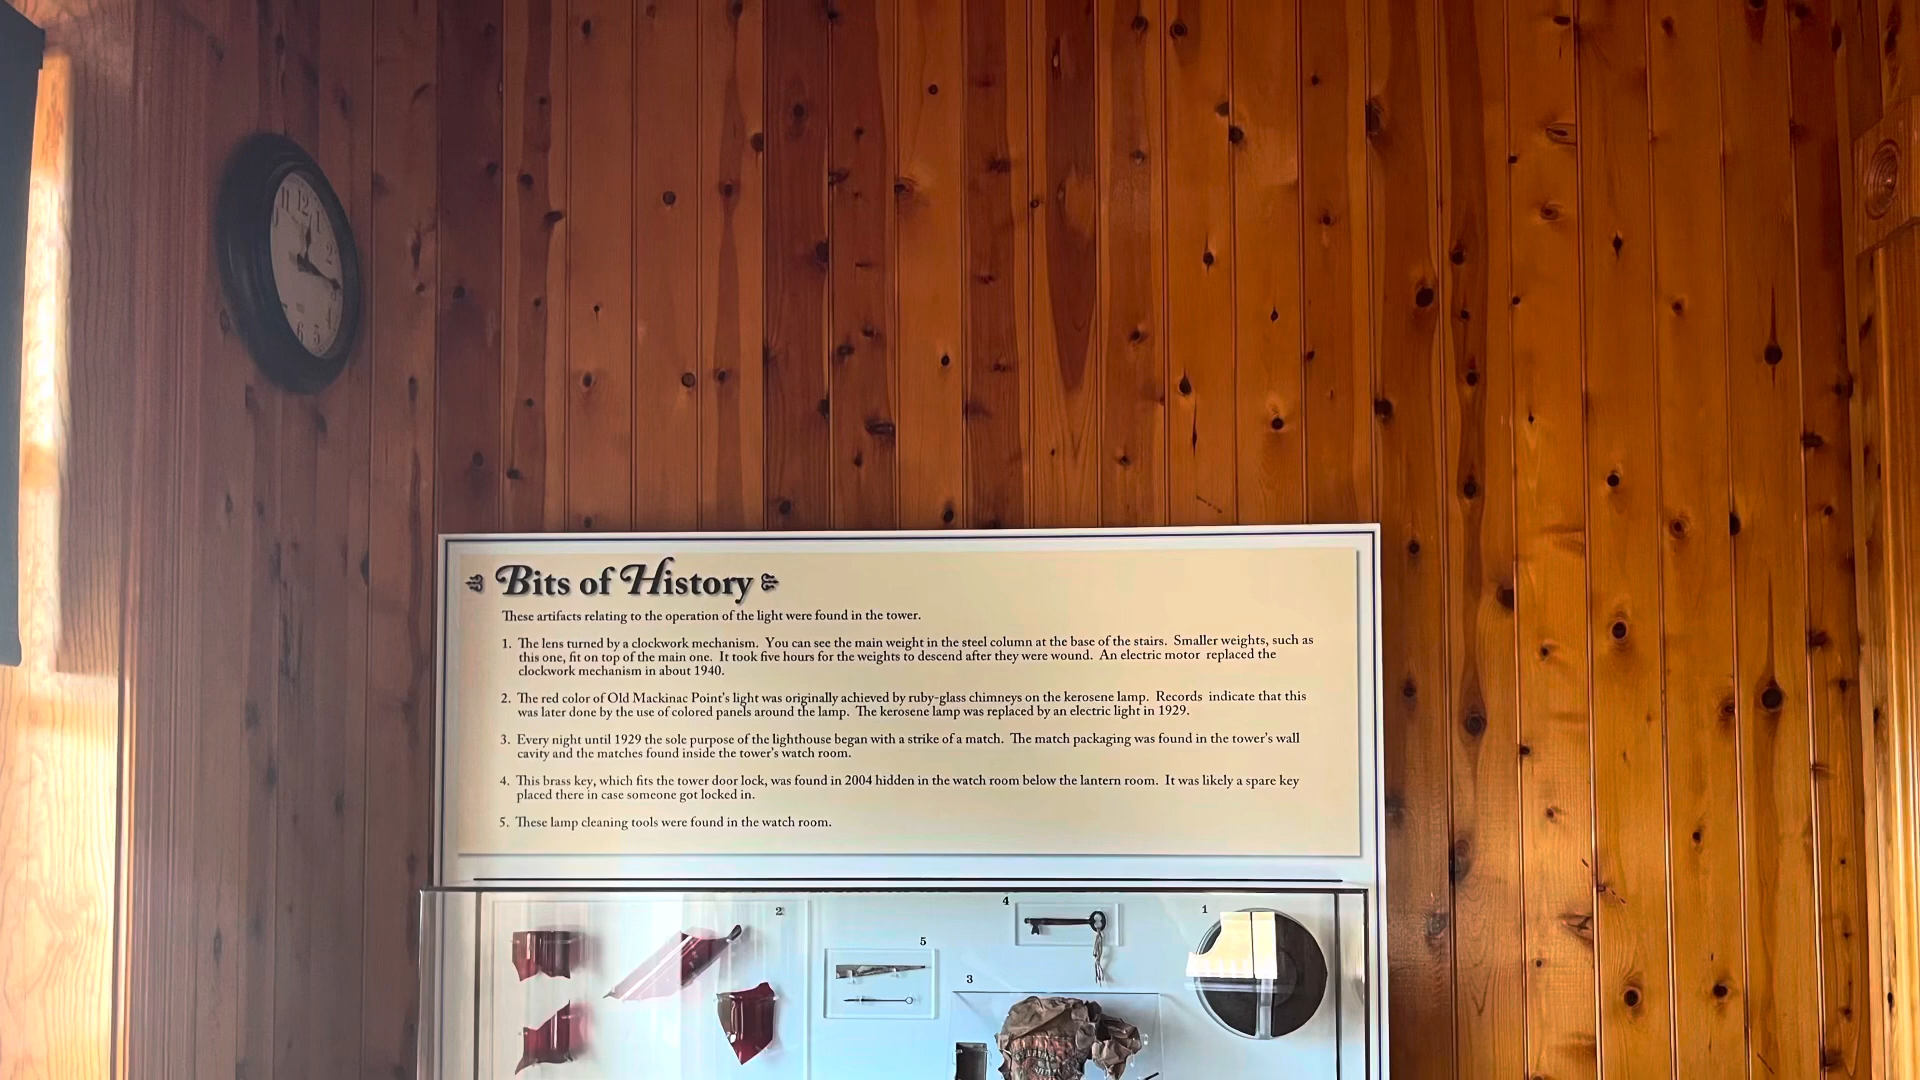 11 12 1
2
3
6 5
Bits of History
These artifacts relating to the operation of the light were found in the tower.
1. The lens turned by a clockwork mechanism. You can see the main weight in the steel column at the base of the stairs. Smaller weights, such as
this one, fit on top of the main one. It took five hours for the weights to descend after they were wound. An electric motor replaced the
clockwork mechanism in about 1940.
2. The red color of Old Mackinac Point's light was originally achieved by ruby-glass chimneys on the kerosene lamp. Records indicate that this
was later done by the use of colored panels around the lamp. The kerosene lamp was replaced by an electric light in 1929.
3. Every night until 1929 the sole purpose of the lighthouse began with a strike of a match. The match packaging was found in the tower's wall
cavity and the matches found inside the tower's watch room.
4. This brass key, which fits the tower door lock, was found in 2004 hidden in the watch room below the lantern room. It was likely a spare key
placed there in case someone got locked in.
5. These lamp cleaning tools were found in the watch room.
2
5
4
3
1